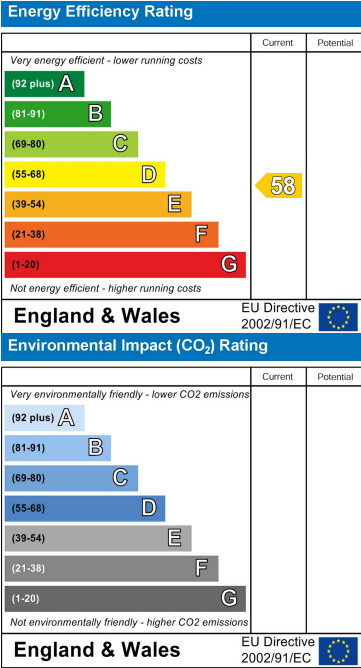 Energy Efficiency Rating
Current Potential
Very energy efficient - lower running costs
(92 plus) A
(81-91) B
(69-80) C
(55-68) D
58
(39-54) E
(21-38) F
(1-20) G
Not energy efficient - higher running costs
England & Wales
EU Directive
2002/91/EC
Environmental Impact (CO₂) Rating
Current Potential
Very environmentally friendly - lower CO2 emissions
(92 plus) A
(81-91) B
(69-80) C
(55-68) D
(39-54) E
(21-38) F
(1-20) G
Not environmentally friendly - higher CO2 emissions
England & Wales
EU Directive
2002/91/EC